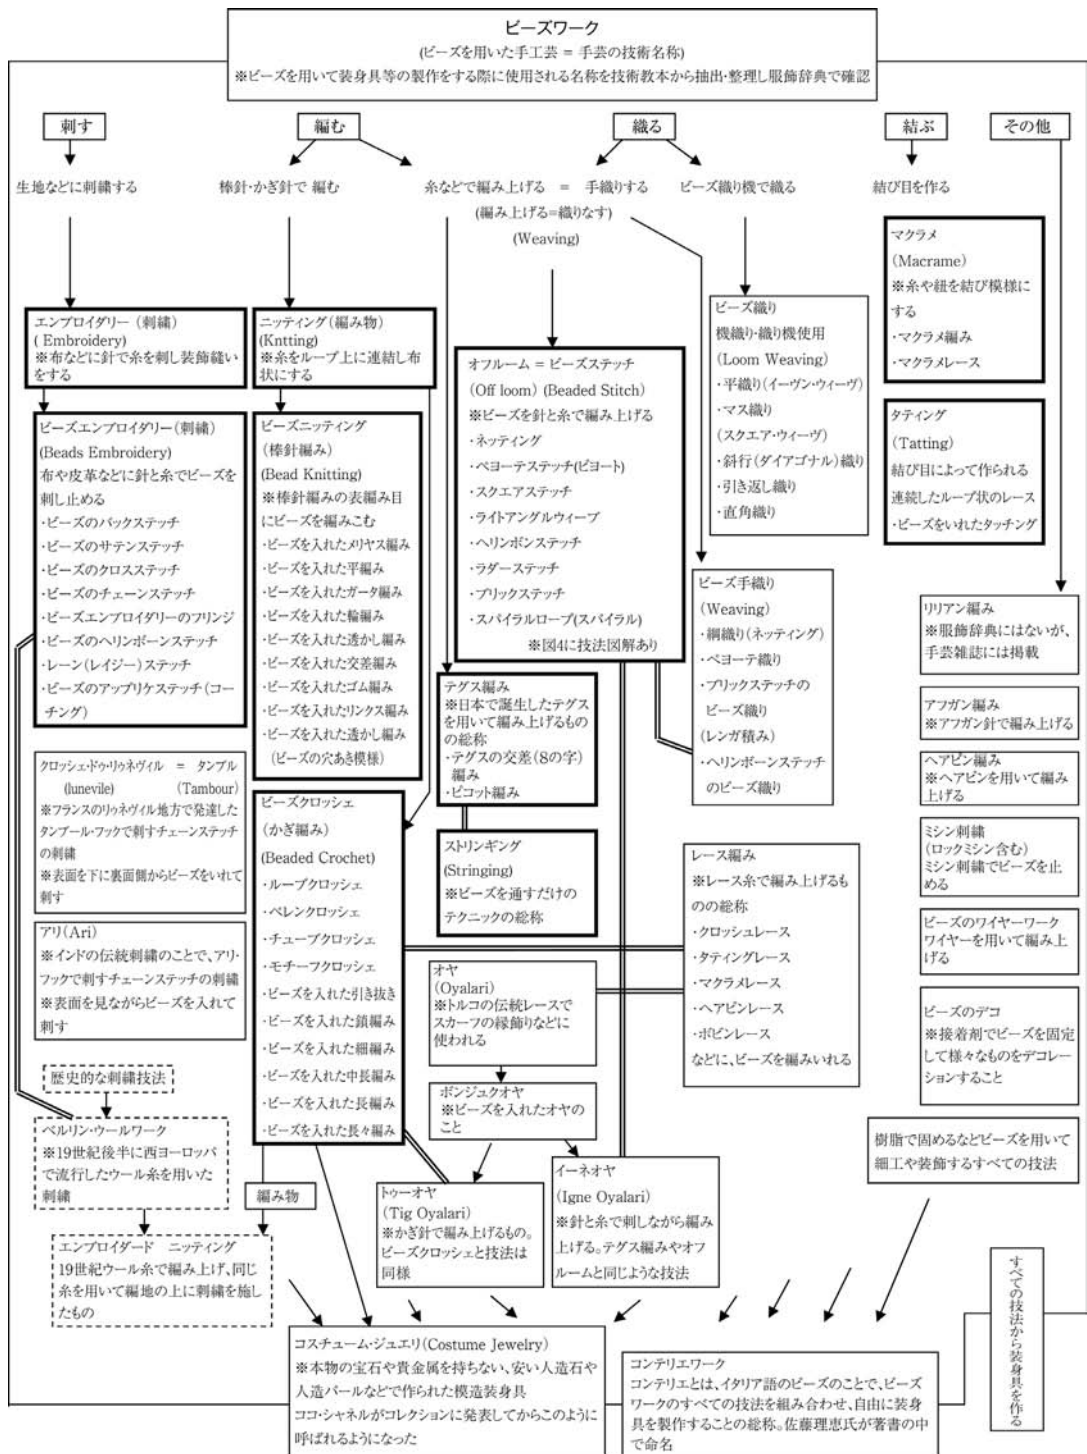 ビーズワーク
(ビーズを用いた手工芸 = 手芸の技術名称)
※ビーズを用いて装身具等の製作をする際に使用される名称を技術教本から抽出・整理し服飾辞典で確認
刺す
編む
織る
結ぶ
その他
生地などに刺繍する
棒針・かぎ針で 編む
糸などで編み上げる = 手織りする
(編み上げる=織りなす)
(Weaving)
ビーズ織り機で織る
結び目を作る
エンブロイダリー (刺繍)
( Embroidery)
※布などに針で糸を刺し装飾縫い
をする
ビーズエンブロイダリー(刺繍)
(Beads Embroidery)
布や皮革などに針と糸でビーズを
刺し止める
・ビーズのバックステッチ
・ビーズのサテンステッチ
・ビーズのクロスステッチ
・ビーズのチェーンステッチ
・ビーズエンブロイダリーのフリンジ
・ビーズのヘリンボーンステッチ
・レーン(レイジー)ステッチ
・ビーズのアップリケステッチ(コー
チング)
クロッシェ・ドゥ・リゥネヴィル = タンブル
(lunevile) (Tambour)
※フランスのリゥネヴィル地方で発達した
タンブール・フックで刺すチェーンステッチ
の刺繍
※表面を下に裏面側からビーズをいれて
刺す
アリ(Ari)
※インドの伝統刺繍のことで、アリ・
フックで刺すチェーンステッチの刺繍
※表面を見ながらビーズを入れて
刺す
歴史的な刺繍技法
ベルリン・ウールワーク
※19世紀後半に西ヨーロッパ
で流行したウール糸を用いた
刺繍
エンブロイダード ニッティング
19世紀ウール糸で編み上げ、同じ
糸を用いて編地の上に刺繍を施し
たもの
ニッティング(編み物)
(Kntting)
※糸をループ上に連結し布
状にする
ビーズニッティング
(棒針編み)
(Bead Knitting)
※棒針編みの表編み目
にビーズを編みこむ
・ビーズを入れたメリヤス編み
・ビーズを入れた平編み
・ビーズを入れたガータ編み
・ビーズを入れた輪編み
・ビーズを入れた透かし編み
・ビーズを入れた交差編み
・ビーズを入れたゴム編み
・ビーズを入れたリンクス編み
・ビーズを入れた透かし編み
(ビーズの穴あき模様)
ビーズクロッシェ
(かぎ編み)
(Beaded Crochet)
・ループクロッシェ
・ベレンクロッシェ
・チューブクロッシェ
・モチーフクロッシェ
・ビーズを入れた引き抜き
・ビーズを入れた鎖編み
・ビーズを入れた細編み
・ビーズを入れた中長編み
・ビーズを入れた長編み
・ビーズを入れた長々編み
編み物
オフルーム = ビーズステッチ
(Off loom) (Beaded Stitch)
※ビーズを針と糸で編み上げる
・ネッティング
・ペヨーテステッチ(ピヨート)
・スクエアステッチ
・ライトアングルウィーブ
・ヘリンボンステッチ
・ラダーステッチ
・ブリックステッチ
・スパイラルロープ(スパイラル)
※図4に技法図解あり
テグス編み
※日本で誕生したテグス
を用いて編み上げるもの
の総称
・テグスの交差(8の字)
編み
・ピコット編み
ストリンギング
(Stringing)
※ビーズを通すだけの
テクニックの総称
オヤ
(Oyalari)
※トルコの伝統レースで
スカーフの縁飾りなどに
使われる
ボンジュクオヤ
※ビーズを入れたオヤの
こと
トゥーオヤ
(Tig Oyalari)
※かぎ針で編み上げるもの。
ビーズクロッシェと技法は
同様
イーネオヤ
(Igne Oyalari)
※針と糸で刺しながら編み
上げる。テグス編みやオフ
ルームと同じような技法
ビーズ織り
機織り・織り機使用
(Loom Weaving)
・平織り(イーヴン・ウィーヴ)
・マス織り
(スクエア・ウィーヴ)
・斜行(ダイアゴナル)織り
・引き返し織り
・直角織り
ビーズ手織り
(Weaving)
・綱織り(ネッティング)
・ペヨーテ織り
・ブリックステッチの
ビーズ織り
(レンガ積み)
・ヘリンボーンステッチ
のビーズ織り
レース編み
※レース糸で編み上げるも
のの総称
・クロッシュレース
・タティングレース
・マクラメレース
・ヘアピンレース
・ボビンレース
などに、ビーズを編みいれる
マクラメ
(Macrame)
※糸や紐を結び模様に
する
・マクラメ編み
・マクラメレース
タティング
(Tatting)
結び目によって作られる
連続したループ状のレース
・ビーズをいれたタッチング
リリアン編み
※服飾辞典にはないが、
手芸雑誌には掲載
アフガン編み
※アフガン針で編み上げる
ヘアピン編み
※ヘアピンを用いて編み
上げる
ミシン刺繍
(ロックミシン含む)
ミシン刺繍でビーズを止
める
ビーズのワイヤーワーク
ワイヤーを用いて編み上
げる
ビーズのデコ
※接着剤でビーズを固定
して様々なものをデコレー
ションすること
樹脂で固めるなどビーズを用いて
細工や装飾するすべての技法
すべての技法から装身具を作る
コスチューム・ジュエリ(Costume Jewelry)
※本物の宝石や貴金属を持ちない、安い人造石や
人造パールなどで作られた模造装身具
ココ・シャネルがコレクションに発表してからこのように
呼ばれるようになった
コンテリエワーク
コンテリエとは、イタリア語のビーズのことで、ビーズ
ワークのすべての技法を組み合わせ、自由に装身
具を製作することの総称。佐藤理恵氏が著書の中
で命名